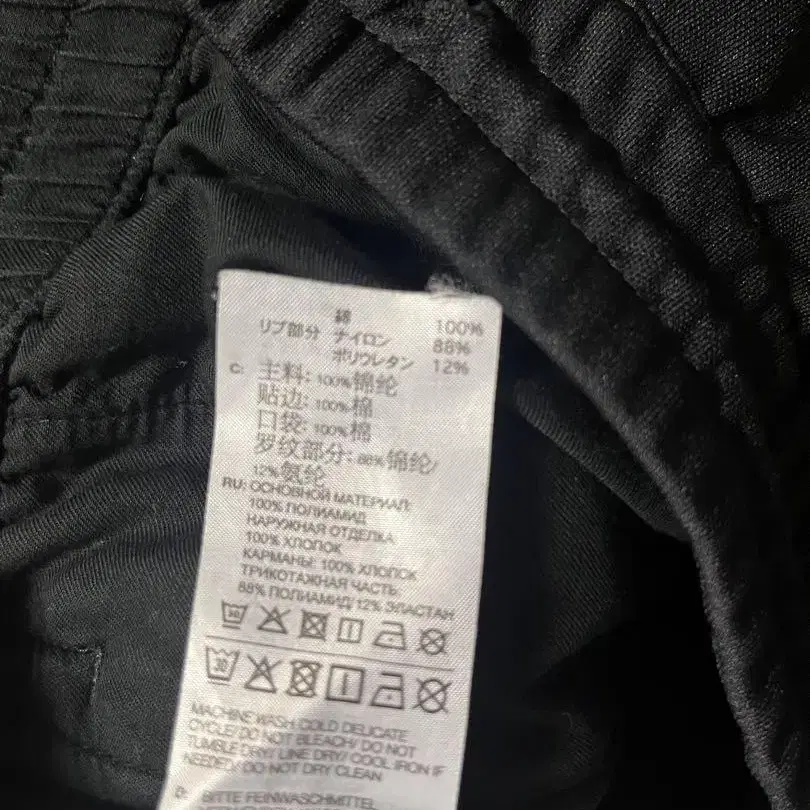 綿 100%
リブ部分 ナイロン 88%
ポリウレタン 12%
C: 主料: 100%锦纶
贴边: 100%棉
口袋: 100%棉
罗纹部分: 88%锦纶/
12%氨纶
RU: ОСНОВНОЙ МАТЕРИАЛ:
100% ПОЛИАМИД
НАРУЖНАЯ ОТДЕЛКА
100% ХЛОПОК
КАРМАНЫ: 100% ХЛОПОК
ТРИКОТАЖНАЯ ЧАСТЬ:
88% ПОЛИАМИД/12% ЭЛАСТАН
30
30
MACHINE WASH COLD DELICATE
CYCLE/ DO NOT BLEACH/ DO NOT
TUMBLE DRY/ LINE DRY/ COOL IRON IF
NEEDED/ DO NOT DRY CLEAN
D: BITTE FEINWASCHMITTEL